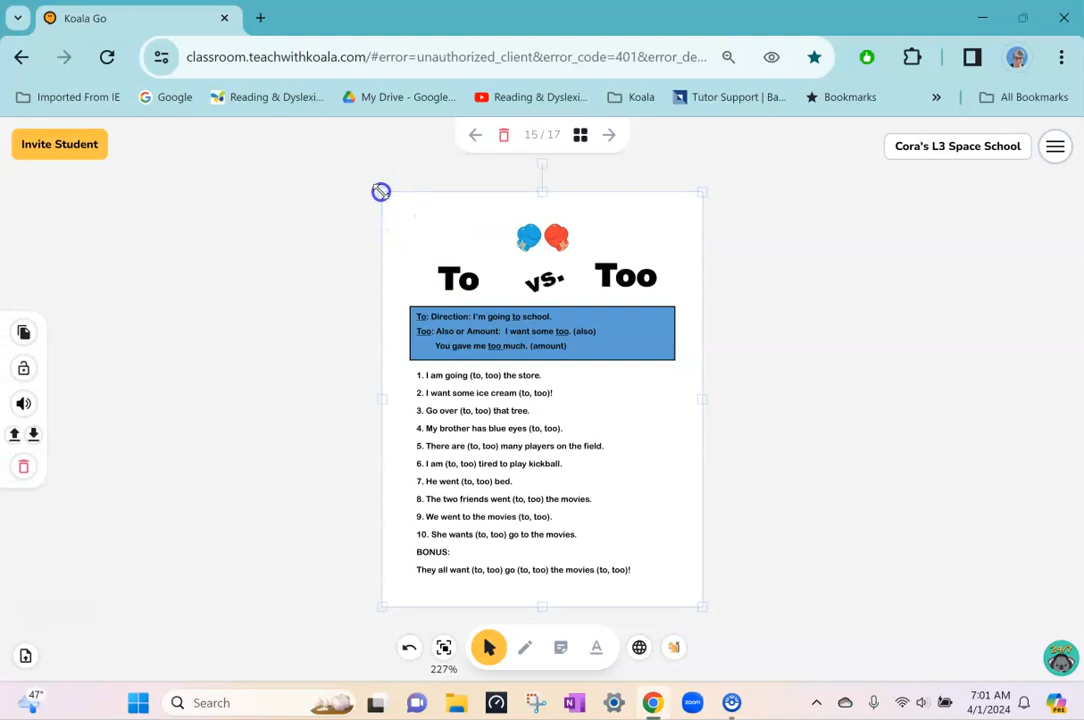 Koala Go
classroom.teachwithkoala.com/#error=unauthorized_client&error_code=401&error_de...
Imported From IE
Google
Reading & Dyslexi...
My Drive - Google...
Reading & Dyslexi...
Koala
Tutor Support | Ba...
Bookmarks
All Bookmarks
Invite Student
15 / 17
Cora's L3 Space School
To vs. Too
To: Direction: I'm going to school.
Too: Also or Amount: I want some too. (also)
You gave me too much. (amount)
1. I am going (to, too) the store.
2. I want some ice cream (to, too)!
3. Go over (to, too) that tree.
4. My brother has blue eyes (to, too).
5. There are (to, too) many players on the field.
6. I am (to, too) tired to play kickball.
7. He went (to, too) bed.
8. The two friends went (to, too) the movies.
9. We went to the movies (to, too).
10. She wants (to, too) go to the movies.
BONUS:
They all want (to, too) go (to, too) the movies (to, too)!
227%
24/7
47°
Search
zoom
7:01 AM
4/1/2024
PRE